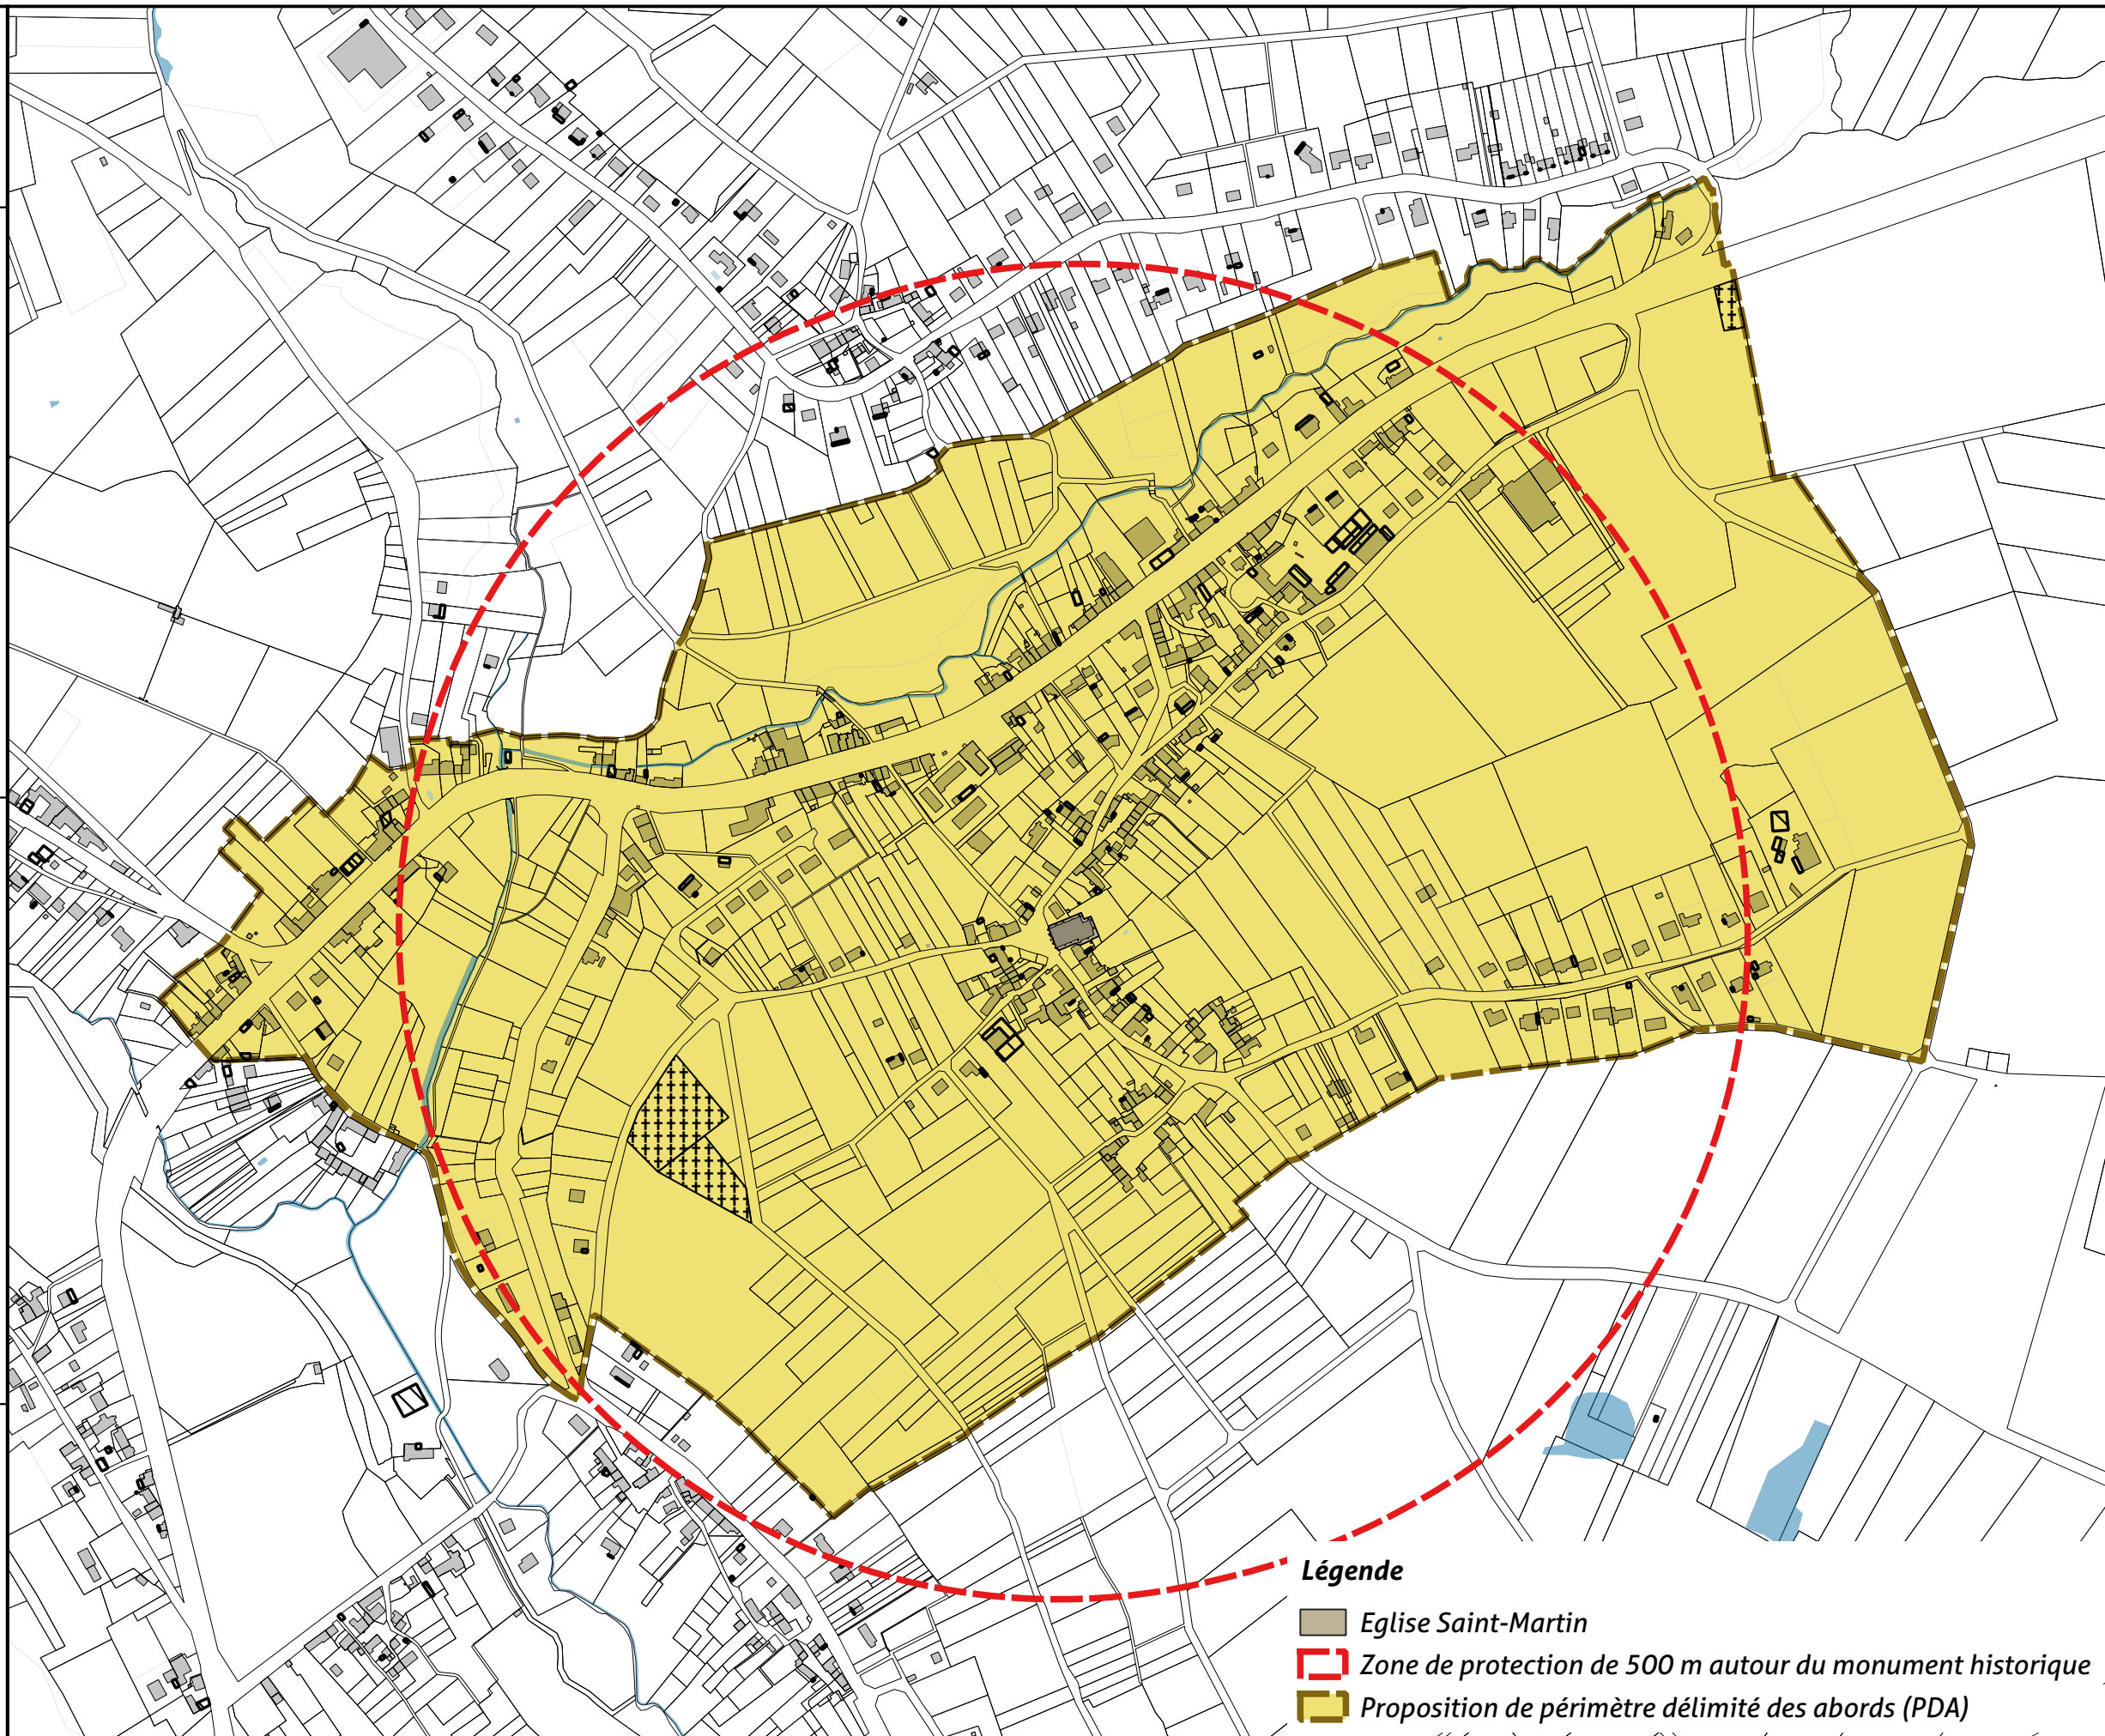 Légende
Eglise Saint-Martin
Zone de protection de 500 m autour du monument historique
Proposition de périmètre délimité des abords (PDA)